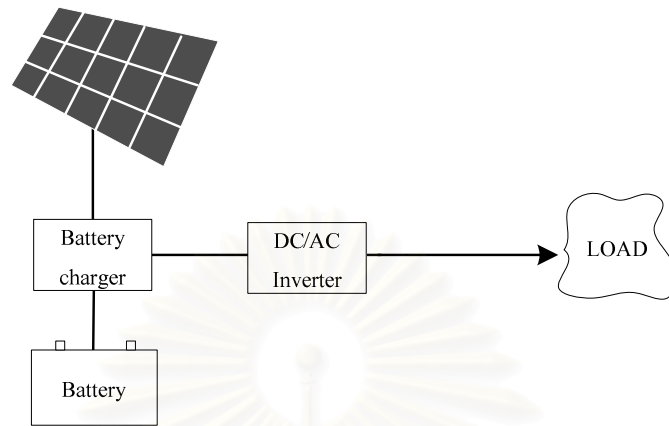 Battery
charger
DC/AC
Inverter
LOAD
Battery